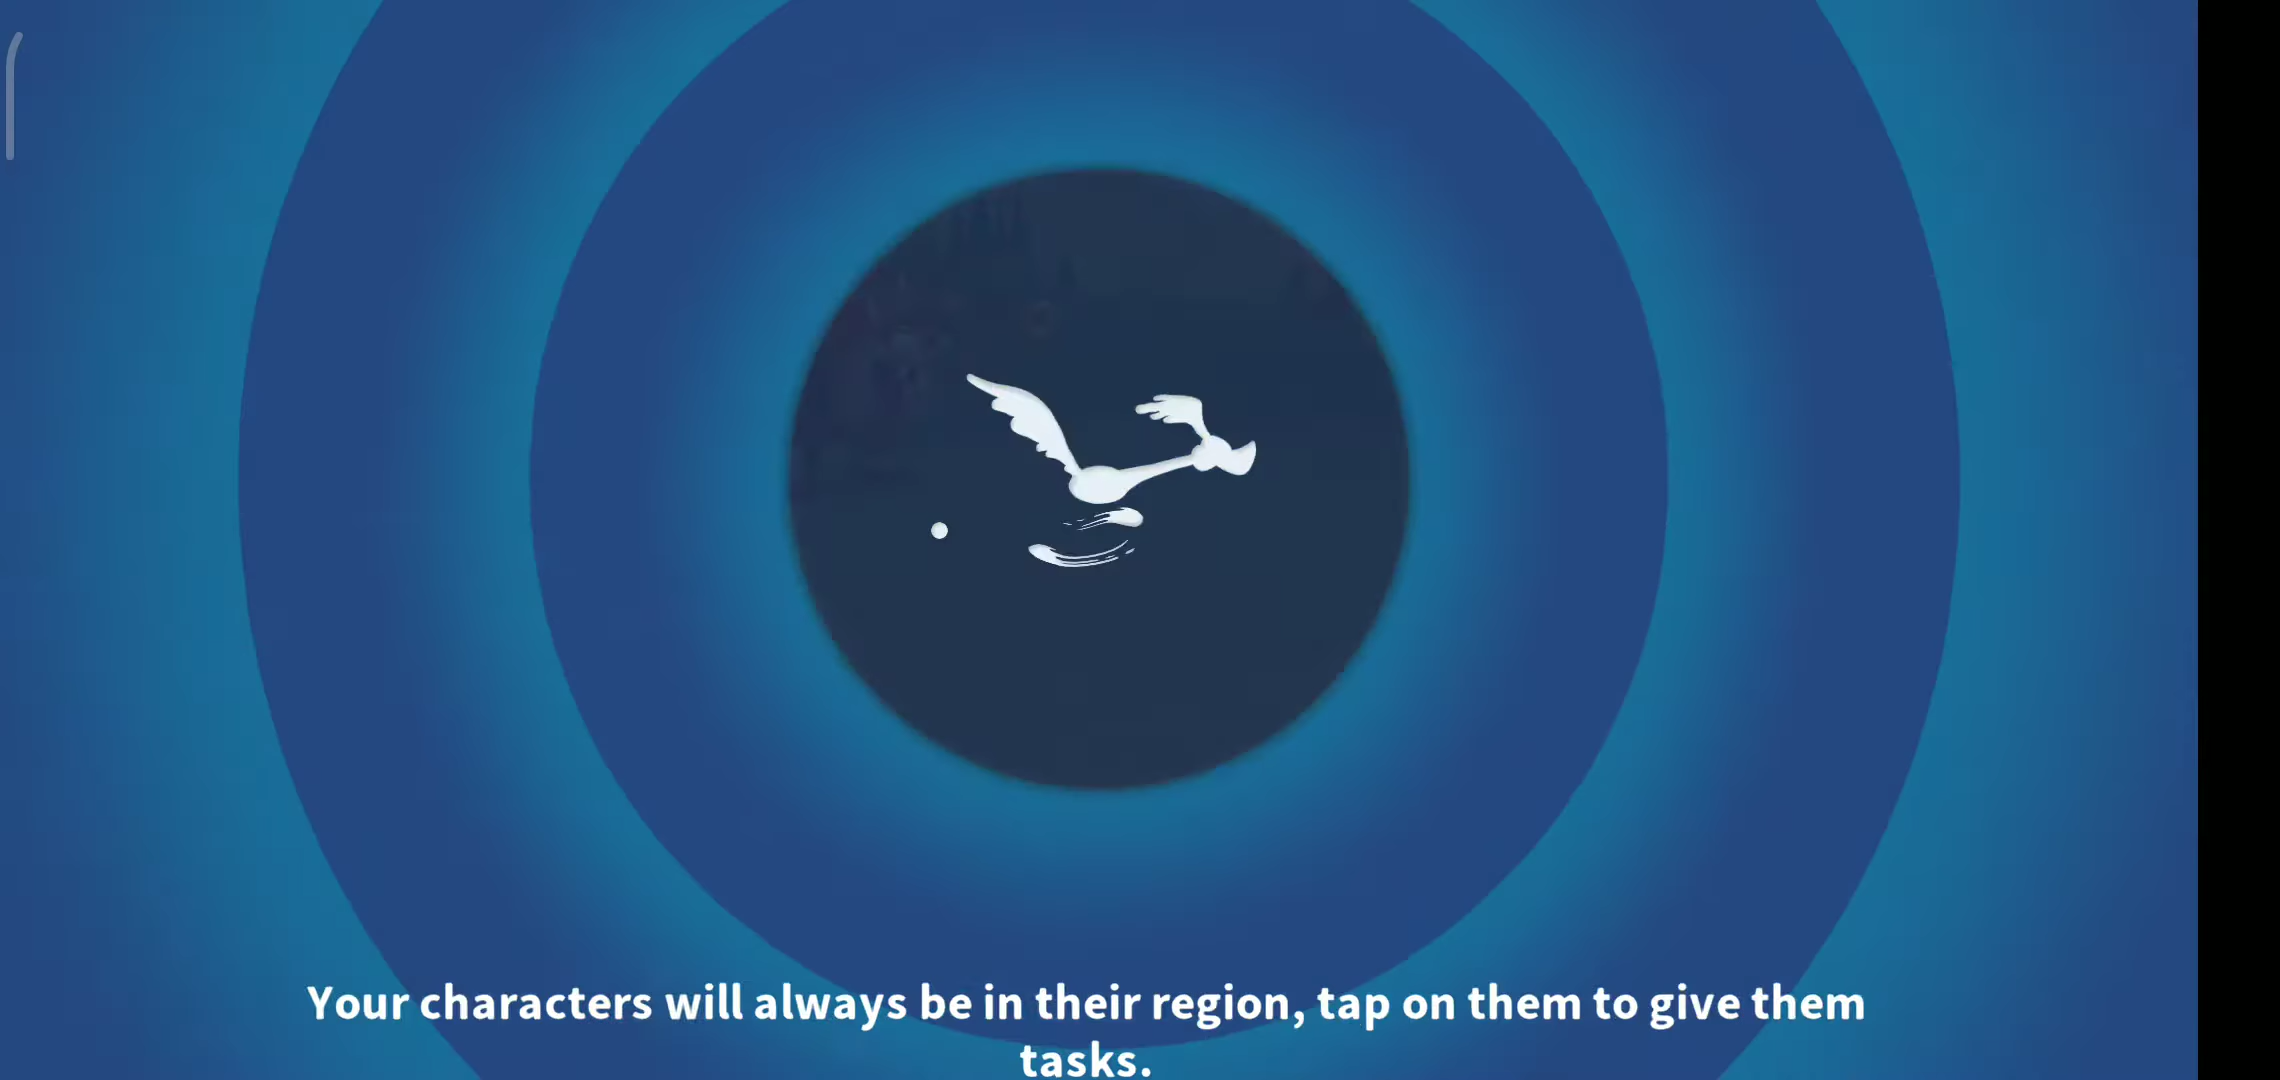 Your characters will always be in their region, tap on them to give them
tasks.